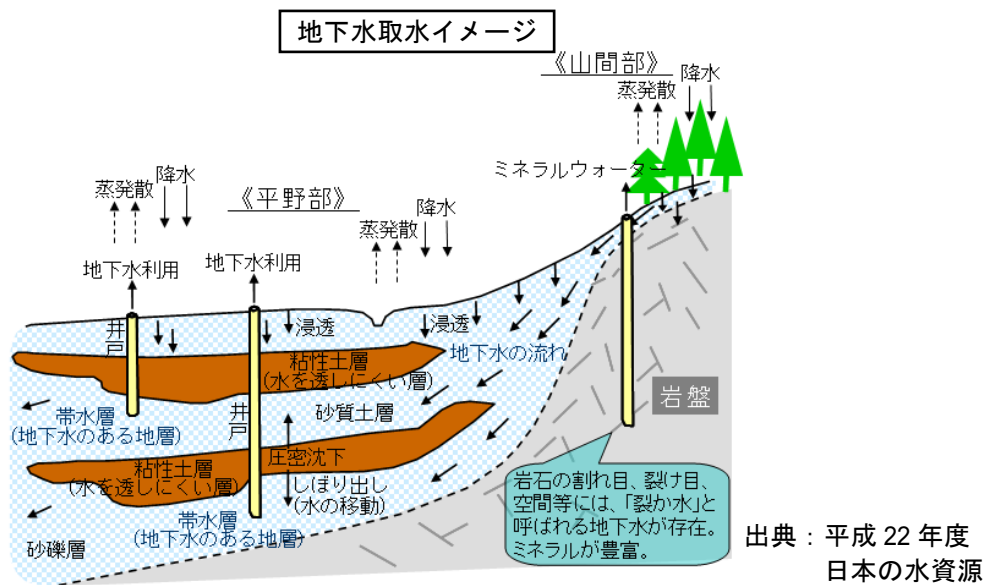 地下水取水イメージ
《山間部》
降水
蒸発散
ミネラルウォーター
降水
蒸発散
《平野部》
降水
蒸発散
地下水利用
地下水利用
井戸
浸透
浸透
粘性土層
(水を透しにくい層)
地下水の流れ
岩盤
帯水層
(地下水のある地層)
井戸
砂質土層
粘性土層
(水を透しにくい層)
圧密沈下
しぼり出し
(水の移動)
帯水層
(地下水のある地層)
砂礫層
岩石の割れ目、裂け目、
空間等には、「裂か水」と
呼ばれる地下水が存在。
ミネラルが豊富。
出典：平成 22 年度
日本の水資源